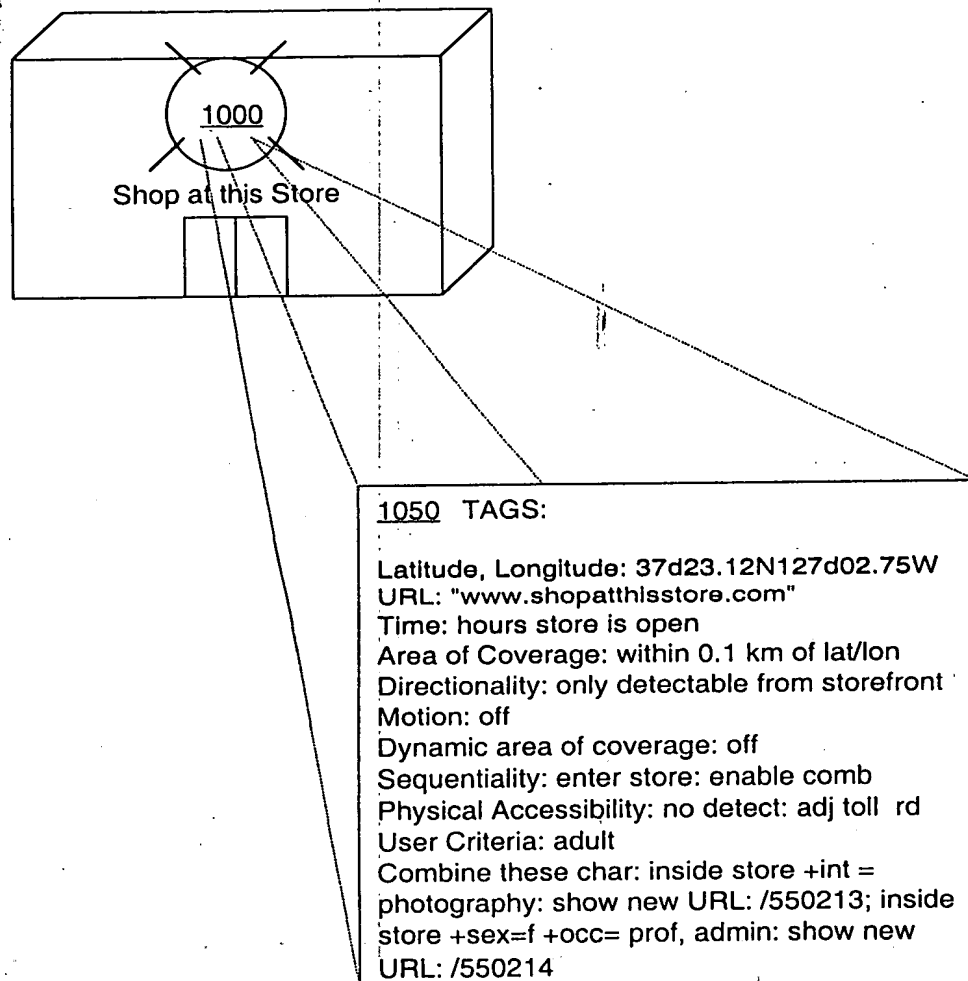 1000
Shop at this Store
1050 TAGS:
Latitude, Longitude: 37d23.12N127d02.75W
URL: "www.shopatthisstore.com"
Time: hours store is open
Area of Coverage: within 0.1 km of lat/lon
Directionality: only detectable from storefront
Motion: off
Dynamic area of coverage: off
Sequentiality: enter store: enable comb
Physical Accessibility: no detect: adj toll rd
User Criteria: adult
Combine these char: inside store +int =
photography: show new URL: /550213; inside
store +sex=f +occ= prof, admin: show new
URL: /550214